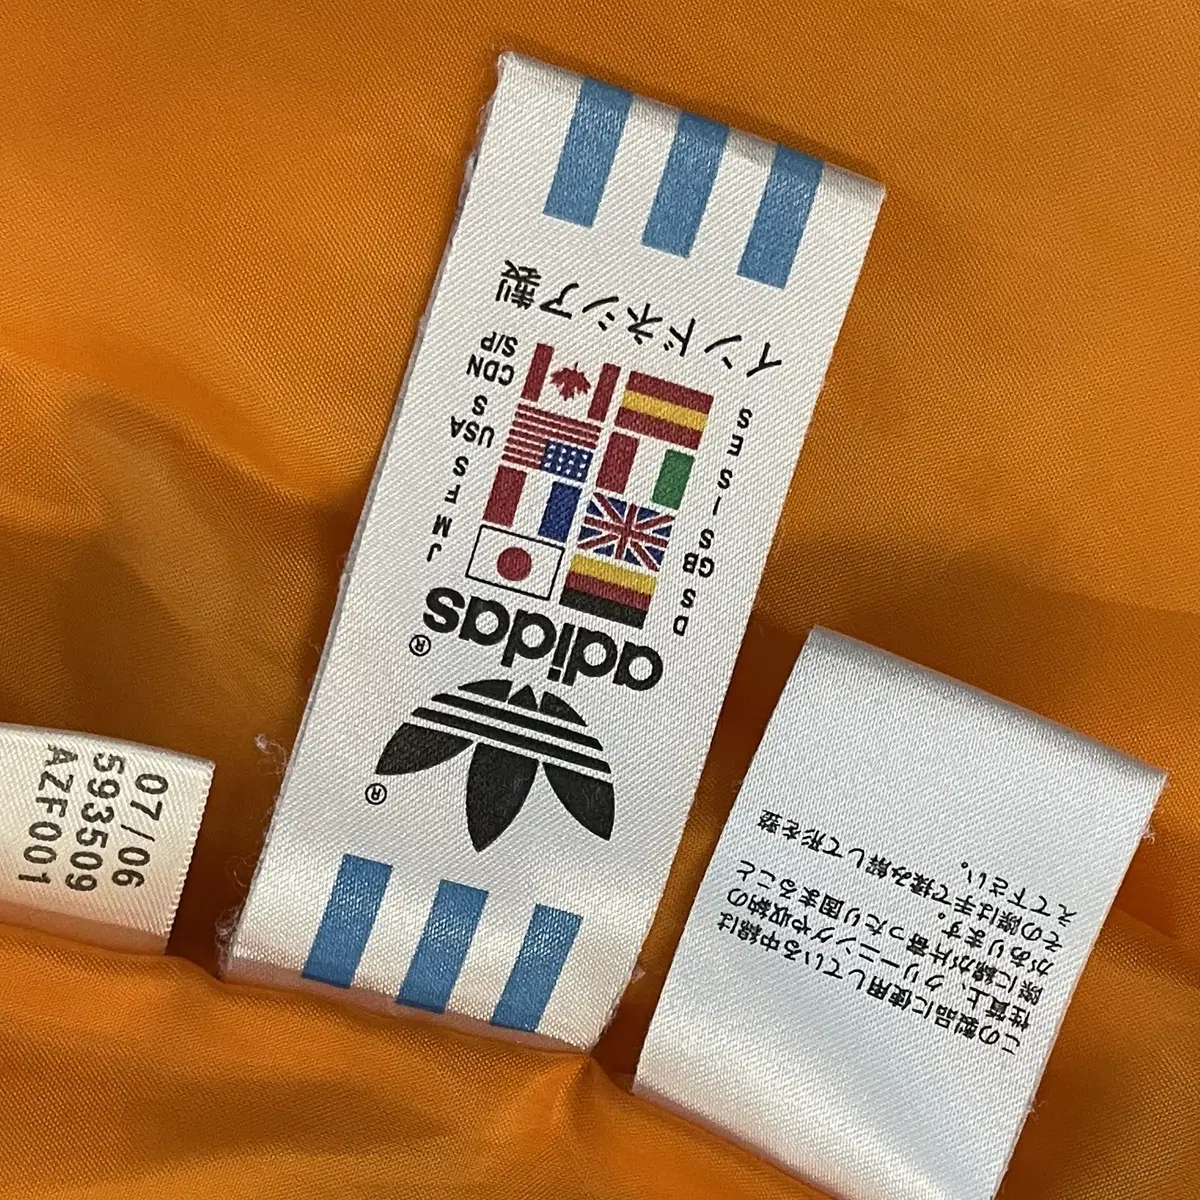 ®
adidas®
D S
GB S
I S
E S
J M
F S
USA S
CDN S/P
インドネシア製
07/06
593509
AZF001
この製品に使用している中綿は
性質上、クリーニングや収納の
際に綿が片寄ったり固まること
があります。
その際は手で揉み解して形を整
えて下さい。